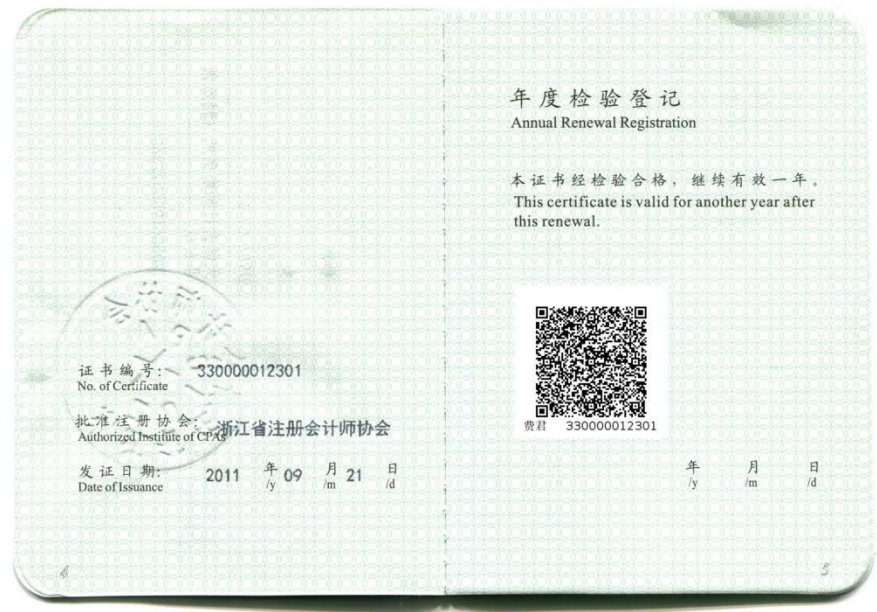 证书编号: 330000012301
No. of Certificate
批准注册协会: 浙江省注册会计师协会
Authorized Institute of CPAs
发证日期: 2011 年 09 月 21 日
Date of Issuance /y /m /d
4
年度检验登记
Annual Renewal Registration
本证书经检验合格，继续有效一年。
This certificate is valid for another year after
this renewal.
费君 330000012301
年 月 日
/y /m /d
5